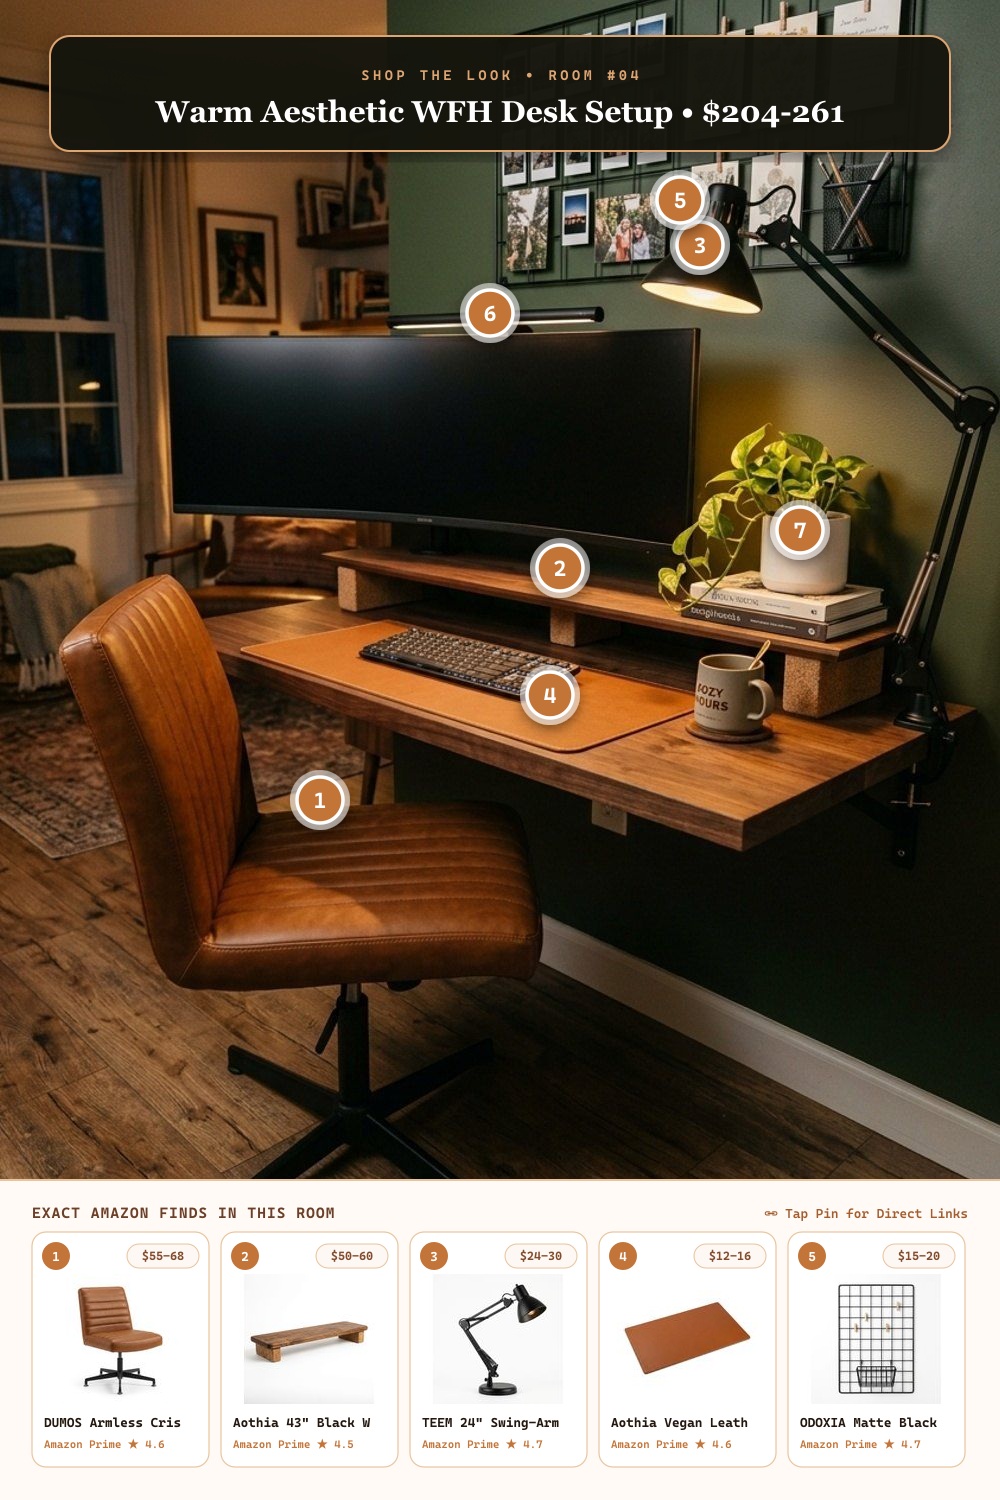 SHOP THE LOOK • ROOM #04
Warm Aesthetic WFH Desk Setup • $204-261
5
3
6
7
2
COZY
HOURS
4
1
EXACT AMAZON FINDS IN THIS ROOM
Tap Pin for Direct Links
1 $55-68
DUMOS Armless Cris
Amazon Prime ★ 4.6
2 $50-60
Aothia 43" Black W
Amazon Prime ★ 4.5
3 $24-30
TEEM 24" Swing-Arm
Amazon Prime ★ 4.7
4 $12-16
Aothia Vegan Leath
Amazon Prime ★ 4.6
5 $15-20
ODOXIA Matte Black
Amazon Prime ★ 4.7